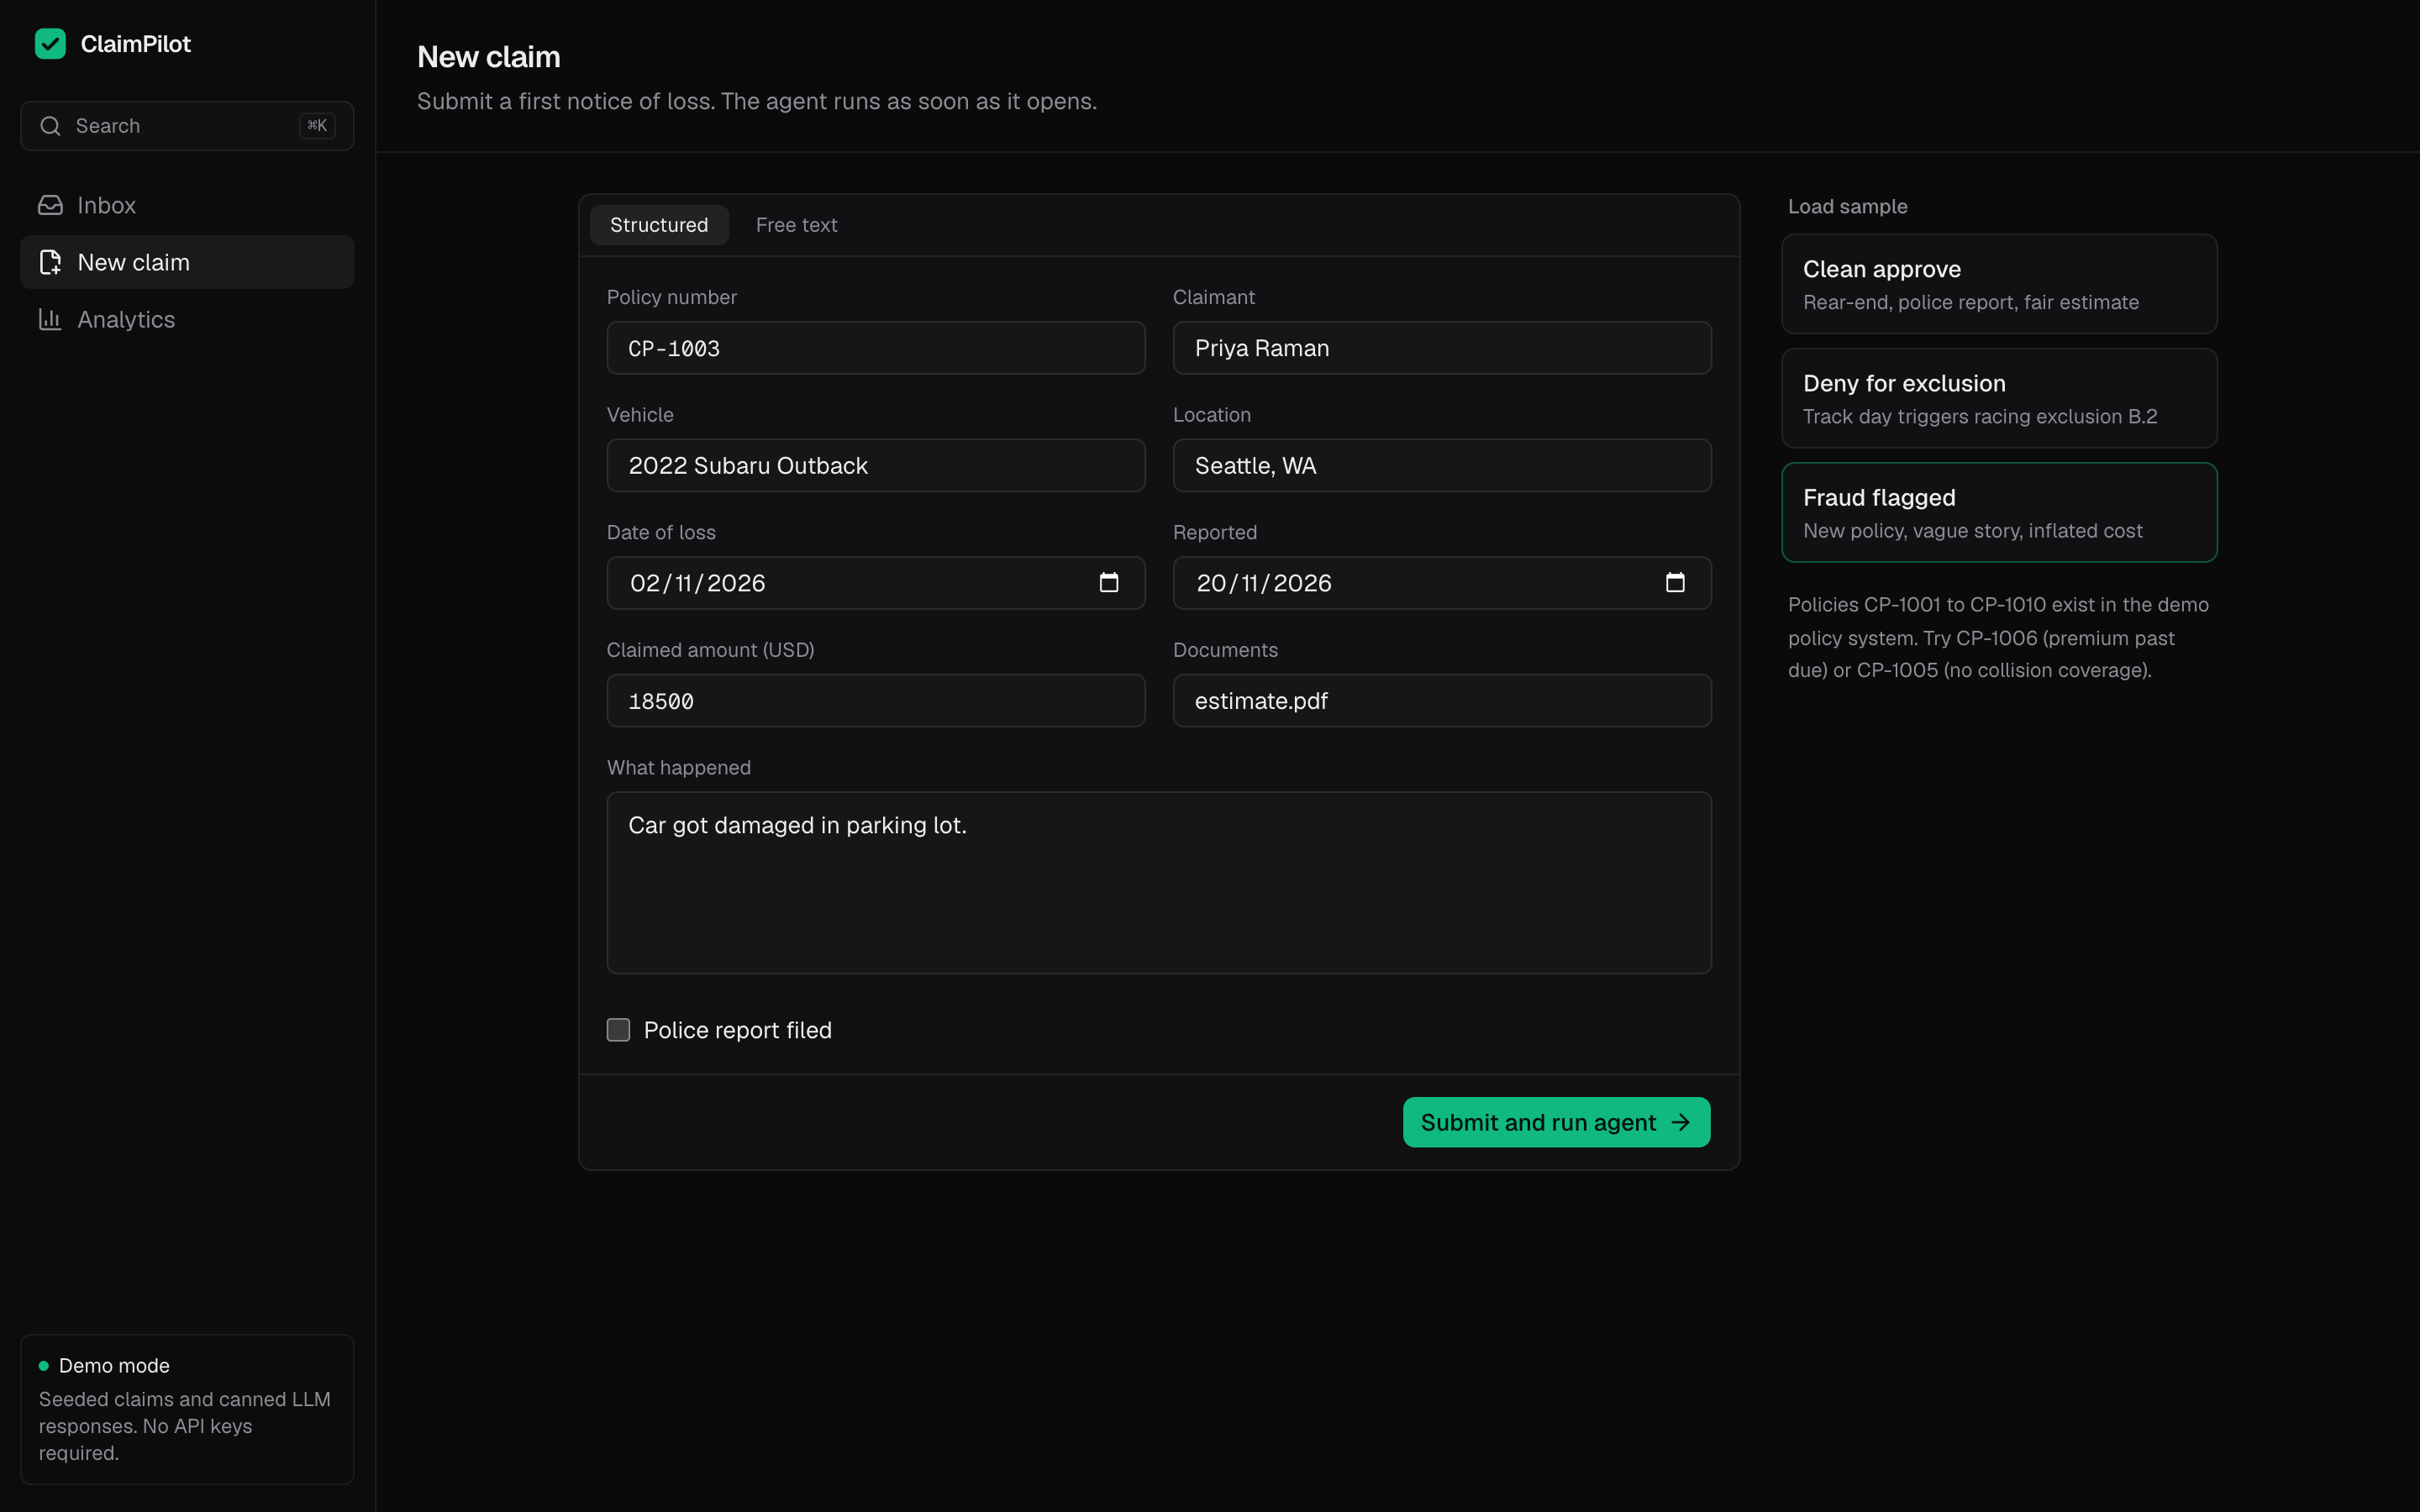 ClaimPilot
Search
⌘K
Inbox
New claim
Analytics
Demo mode
Seeded claims and canned LLM
responses. No API keys
required.
New claim
Submit a first notice of loss. The agent runs as soon as it opens.
Structured
Free text
Policy number
CP-1003
Claimant
Priya Raman
Vehicle
2022 Subaru Outback
Location
Seattle, WA
Date of loss
02/11/2026
Reported
20/11/2026
Claimed amount (USD)
18500
Documents
estimate.pdf
What happened
Car got damaged in parking lot.
Police report filed
Submit and run agent →
Load sample
Clean approve
Rear-end, police report, fair estimate
Deny for exclusion
Track day triggers racing exclusion B.2
Fraud flagged
New policy, vague story, inflated cost
Policies CP-1001 to CP-1010 exist in the demo
policy system. Try CP-1006 (premium past
due) or CP-1005 (no collision coverage).